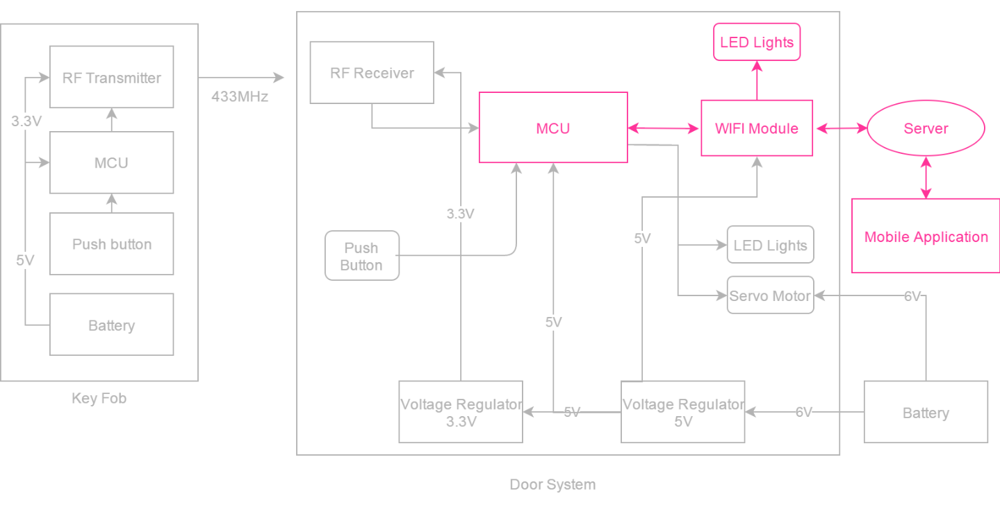 RF Transmitter
3.3V
MCU
Push button
5V
Battery
Key Fob
433MHz
RF Receiver
MCU
LED Lights
WIFI Module
Server
Mobile Application
3.3V
Push
Button
5V
LED Lights
Servo Motor
6V
5V
Voltage Regulator
3.3V
5V
Voltage Regulator
5V
6V
Battery
Door System